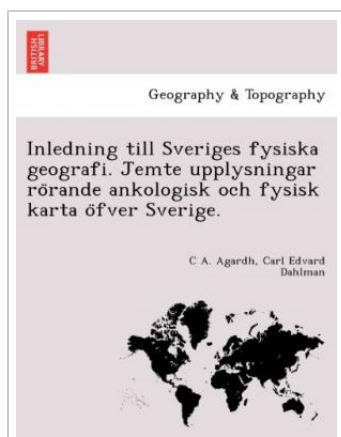 BRITISH
LIBRARY
Geography & Topography
Inledning till Sveriges fysiska
geografi. Jemte upplysningar
rörande ankologisk och fysisk
karta öfver Sverige.
C A. Agardh, Carl Edvard
Dahlman